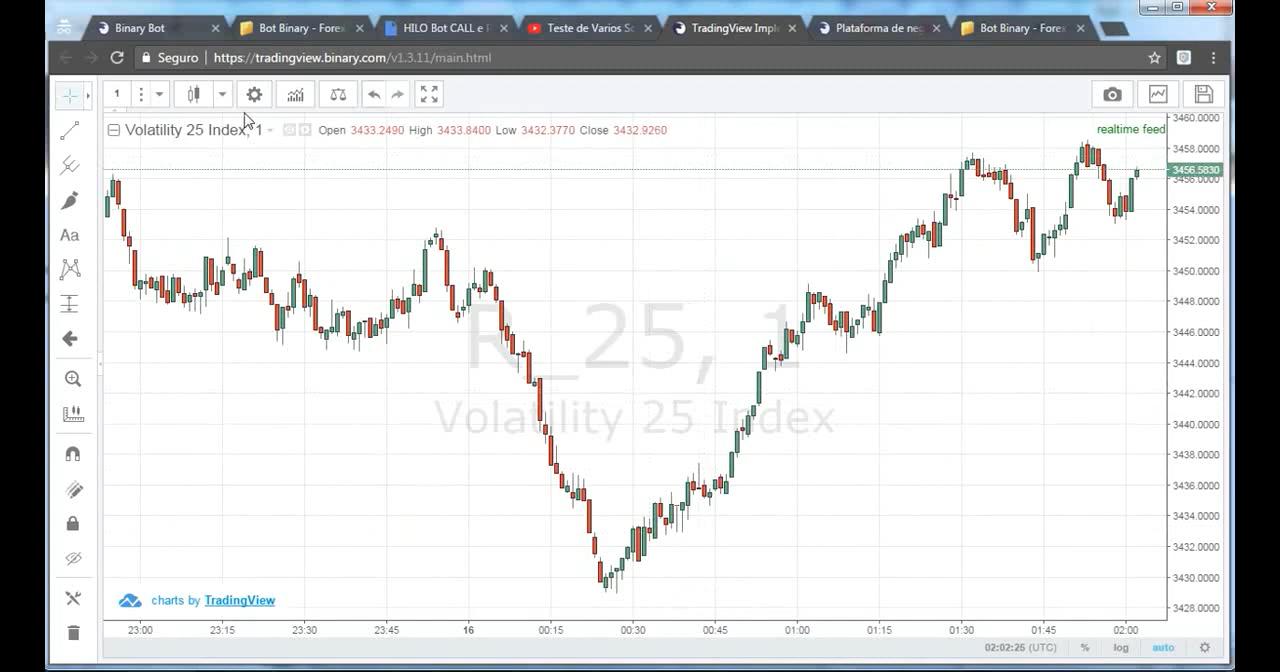 Binary Bot
Bot Binary - Forex
HILO Bot CALL e P
Teste de Varios Sc
TradingView Imple
Plataforma de neg
Bot Binary - Forex
Seguro https://tradingview.binary.com/v1.3.11/main.html
1
Volatility 25 Index, 1 Open 3433.2490 High 3433.8400 Low 3432.3770 Close 3432.9260
realtime feed
Aa
R_25, 1
Volatility 25 Index
3460.0000
3458.0000
3456.5830
3456.0000
3454.0000
3452.0000
3450.0000
3448.0000
3446.0000
3444.0000
3442.0000
3440.0000
3438.0000
3436.0000
3434.0000
3432.0000
3430.0000
3428.0000
charts by TradingView
23:00 23:15 23:30 23:45 16 00:15 00:30 00:45 01:00 01:15 01:30 01:45 02:00
02:02:25 (UTC) % log auto